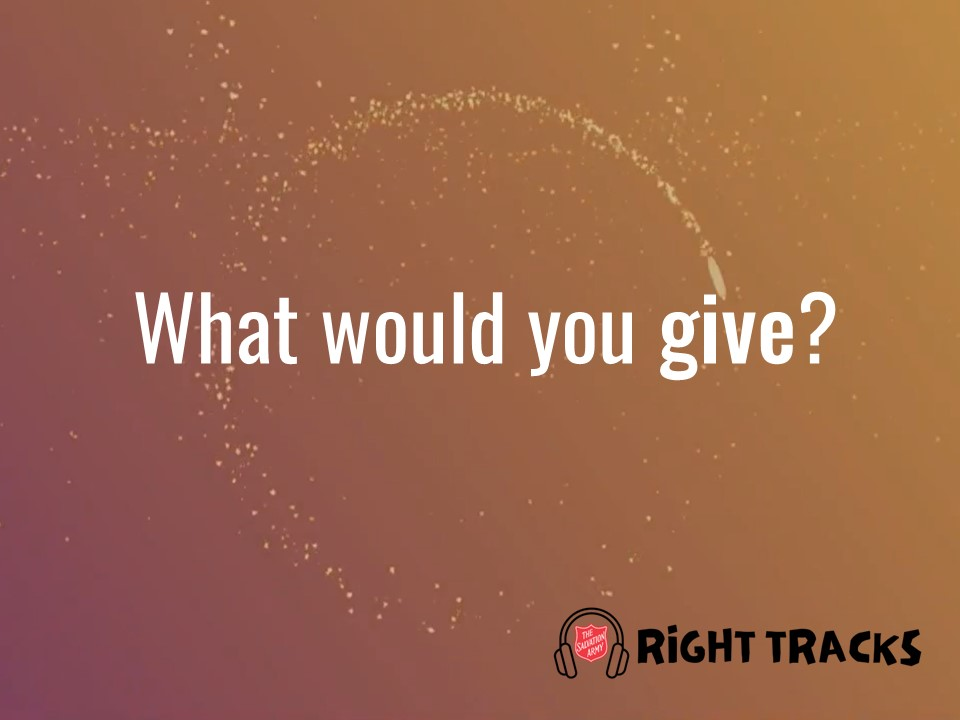 What would you give?
THE
SALVATION
ARMY
RiGHT TRACKS